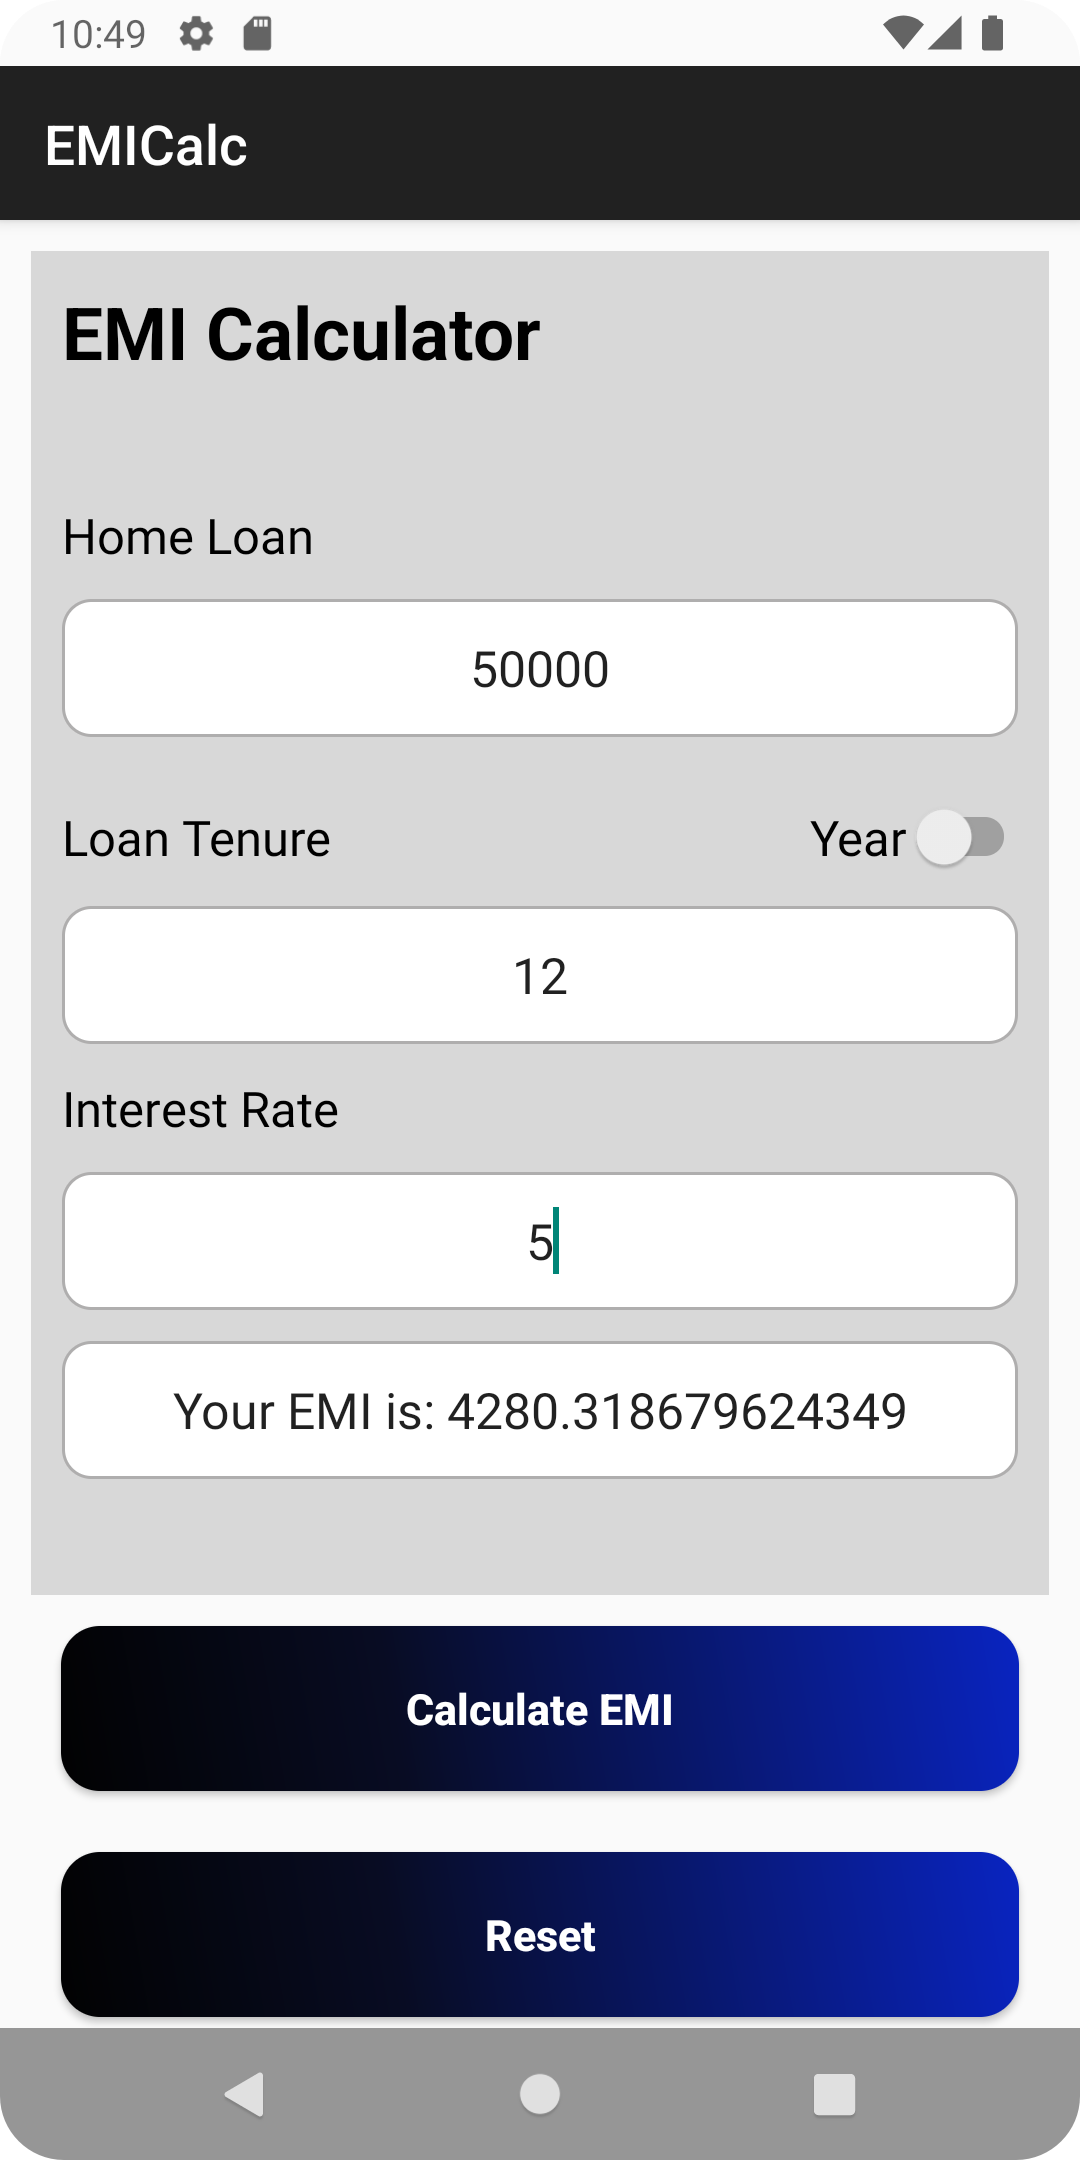 10:49
EMICalc
EMI Calculator
Home Loan
50000
Loan Tenure Year
12
Interest Rate
5
Your EMI is: 4280.318679624349
Calculate EMI
Reset